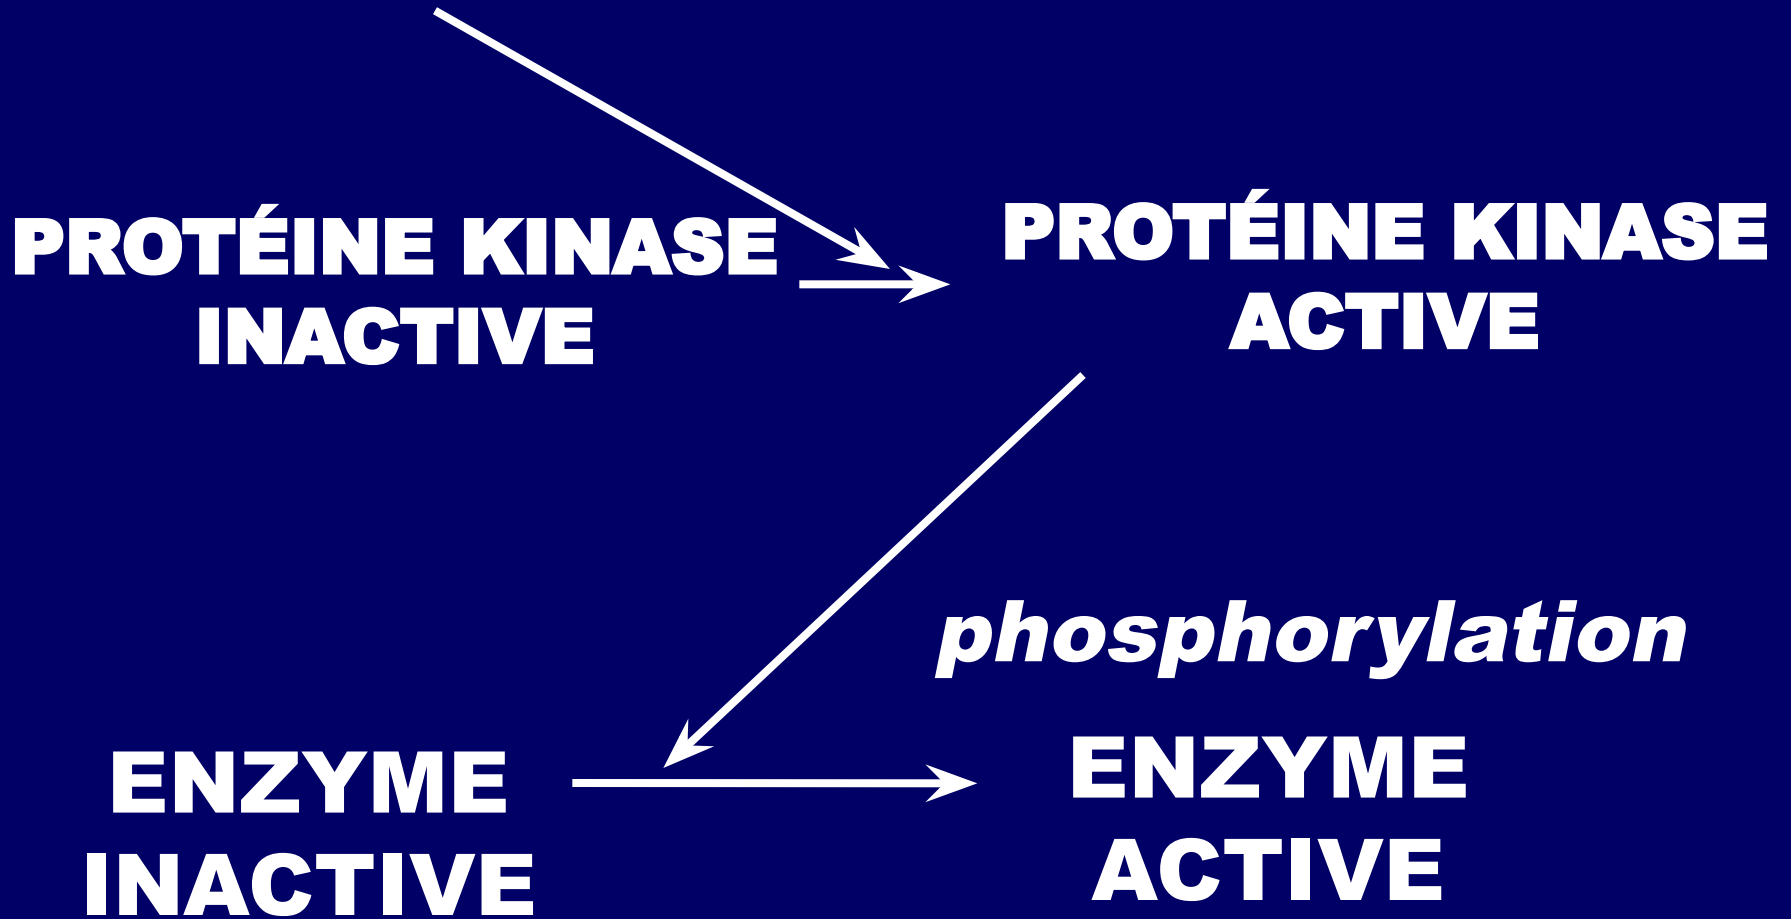 PROTÉINE KINASE
INACTIVE
PROTÉINE KINASE
ACTIVE
phosphorylation
ENZYME
INACTIVE
ENZYME
ACTIVE